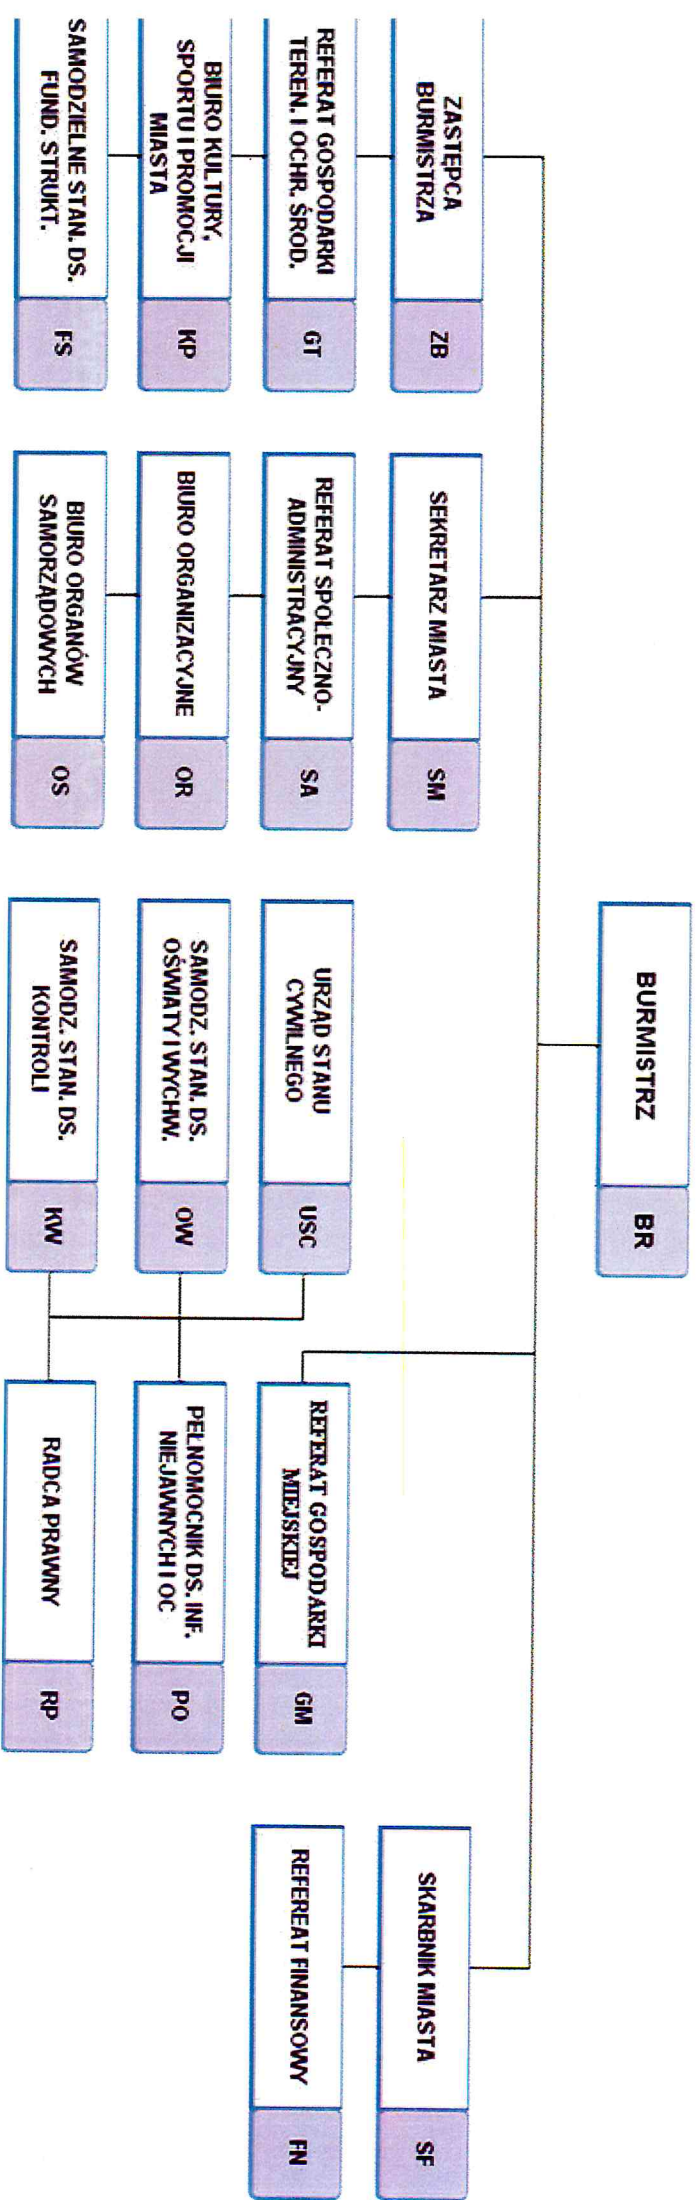 BURMISTRZ
BR
ZASTĘPCA
BURMISTRZA
ZB
REFERAT GOSPODARKI
TEREN. I OCHR. ŚROD.
GT
BIURO KULTURY,
SPORTU I PROMOCJI
MIASTA
KP
SAMODZIELNE STAN. DS.
FUND. STRUKT.
FS
SEKRETARZ MIASTA
SM
REFERAT SPOŁECZNO-
ADMINISTRACYJNY
SA
BIURO ORGANIZACYJNE
OR
BIURO ORGANÓW
SAMORZĄDOWYCH
OS
URZĄD STANU
CYWILNEGO
USC
SAMODZ. STAN. DS.
OŚWIATY I WYCHW.
OW
SAMODZ. STAN. DS.
KONTROLI
KW
REFERAT GOSPODARKI
MIEJSKIEJ
GM
PEŁNOMOCNIK DS. INF.
NIEJAWNYCH I OC
PO
RADCA PRAWNY
RP
SKARBNIK MIASTA
SF
REFEREAT FINANSOWY
FN